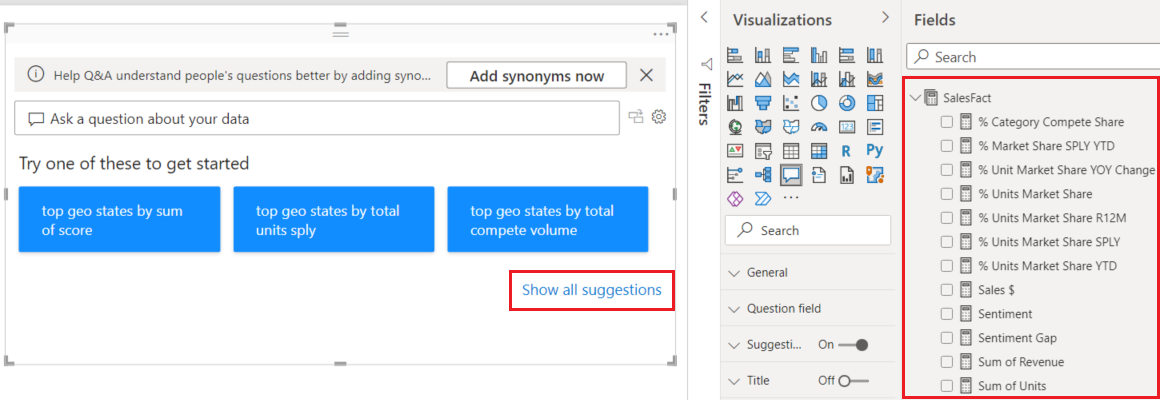 Help Q&A understand people's questions better by adding syno...
Add synonyms now
Ask a question about your data
Try one of these to get started
top geo states by sum
of score
top geo states by total
units sply
top geo states by total
compete volume
Show all suggestions
Filters
Visualizations
R
Py
123
Search
General
Question field
Suggesti... On
Title Off
Fields
Search
SalesFact
% Category Compete Share
% Market Share SPLY YTD
% Unit Market Share YOY Change
% Units Market Share
% Units Market Share R12M
% Units Market Share SPLY
% Units Market Share YTD
Sales $
Sentiment
Sentiment Gap
Sum of Revenue
Sum of Units